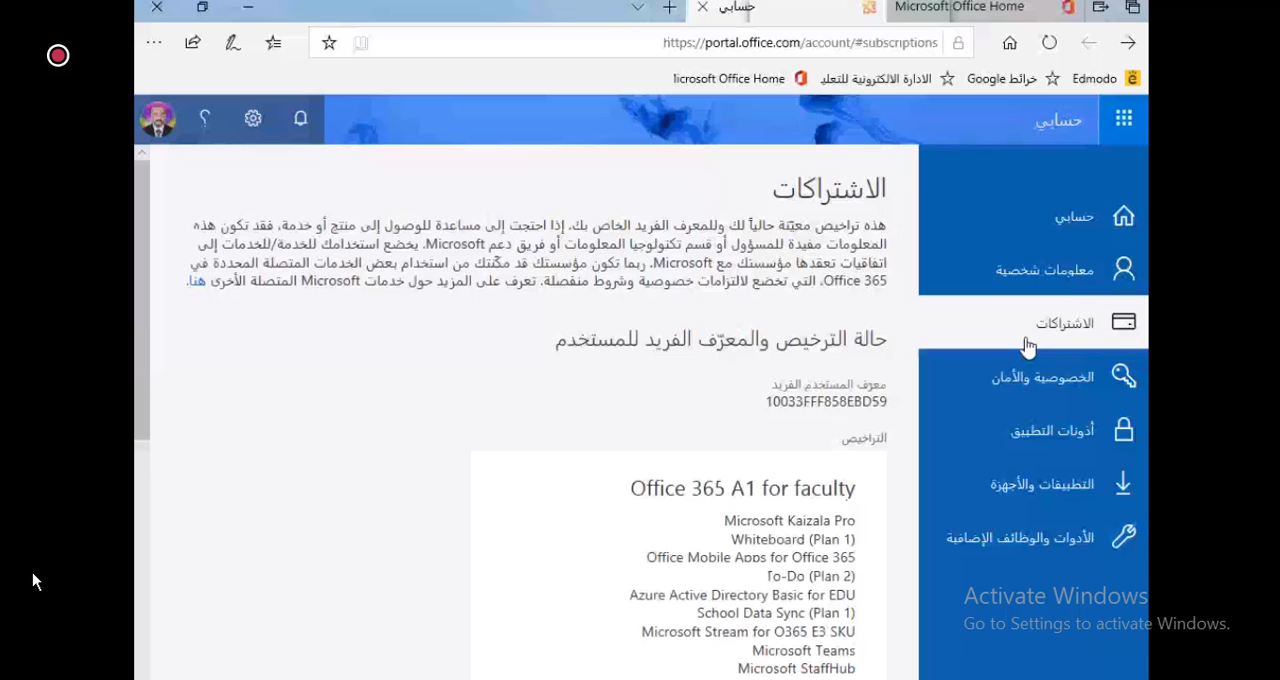 Microsoft Office Home
حسابي
https://portal.office.com/account/#subscriptions
Edmodo
خرائط Google
الادارة الالكترونية للتعلي
Microsoft Office Home
حسابي
حسابي
معلومات شخصية
الاشتراكات
الخصوصية والأمان
أذونات التطبيق
التطبيقات والأجهزة
الأدوات والوظائف الإضافية
الاشتراكات
هذه تراخيص معيّنة حالياً لك وللمعرف الفريد الخاص بك. إذا احتجت إلى مساعدة للوصول إلى منتج أو خدمة، فقد تكون هذه
المعلومات مفيدة للمسؤول أو قسم تكنولوجيا المعلومات أو فريق دعم Microsoft. يخضع استخدامك للخدمة/للخدمات إلى
اتفاقيات تعقدها مؤسستك مع Microsoft. ربما تكون مؤسستك قد مكّنتك من استخدام بعض الخدمات المتصلة المحددة في
Office 365، التي تخضع لالتزامات خصوصية وشروط منفصلة. تعرف على المزيد حول خدمات Microsoft المتصلة الأخرى هنا.
حالة الترخيص والمعرّف الفريد للمستخدم
معرّف المستخدم الفريد
10033FFF858EBD59
التراخيص
Office 365 A1 for faculty
Microsoft Kaizala Pro
Whiteboard (Plan 1)
Office Mobile Apps for Office 365
To-Do (Plan 2)
Azure Active Directory Basic for EDU
School Data Sync (Plan 1)
Microsoft Stream for O365 E3 SKU
Microsoft Teams
Microsoft StaffHub
Activate Windows
Go to Settings to activate Windows.